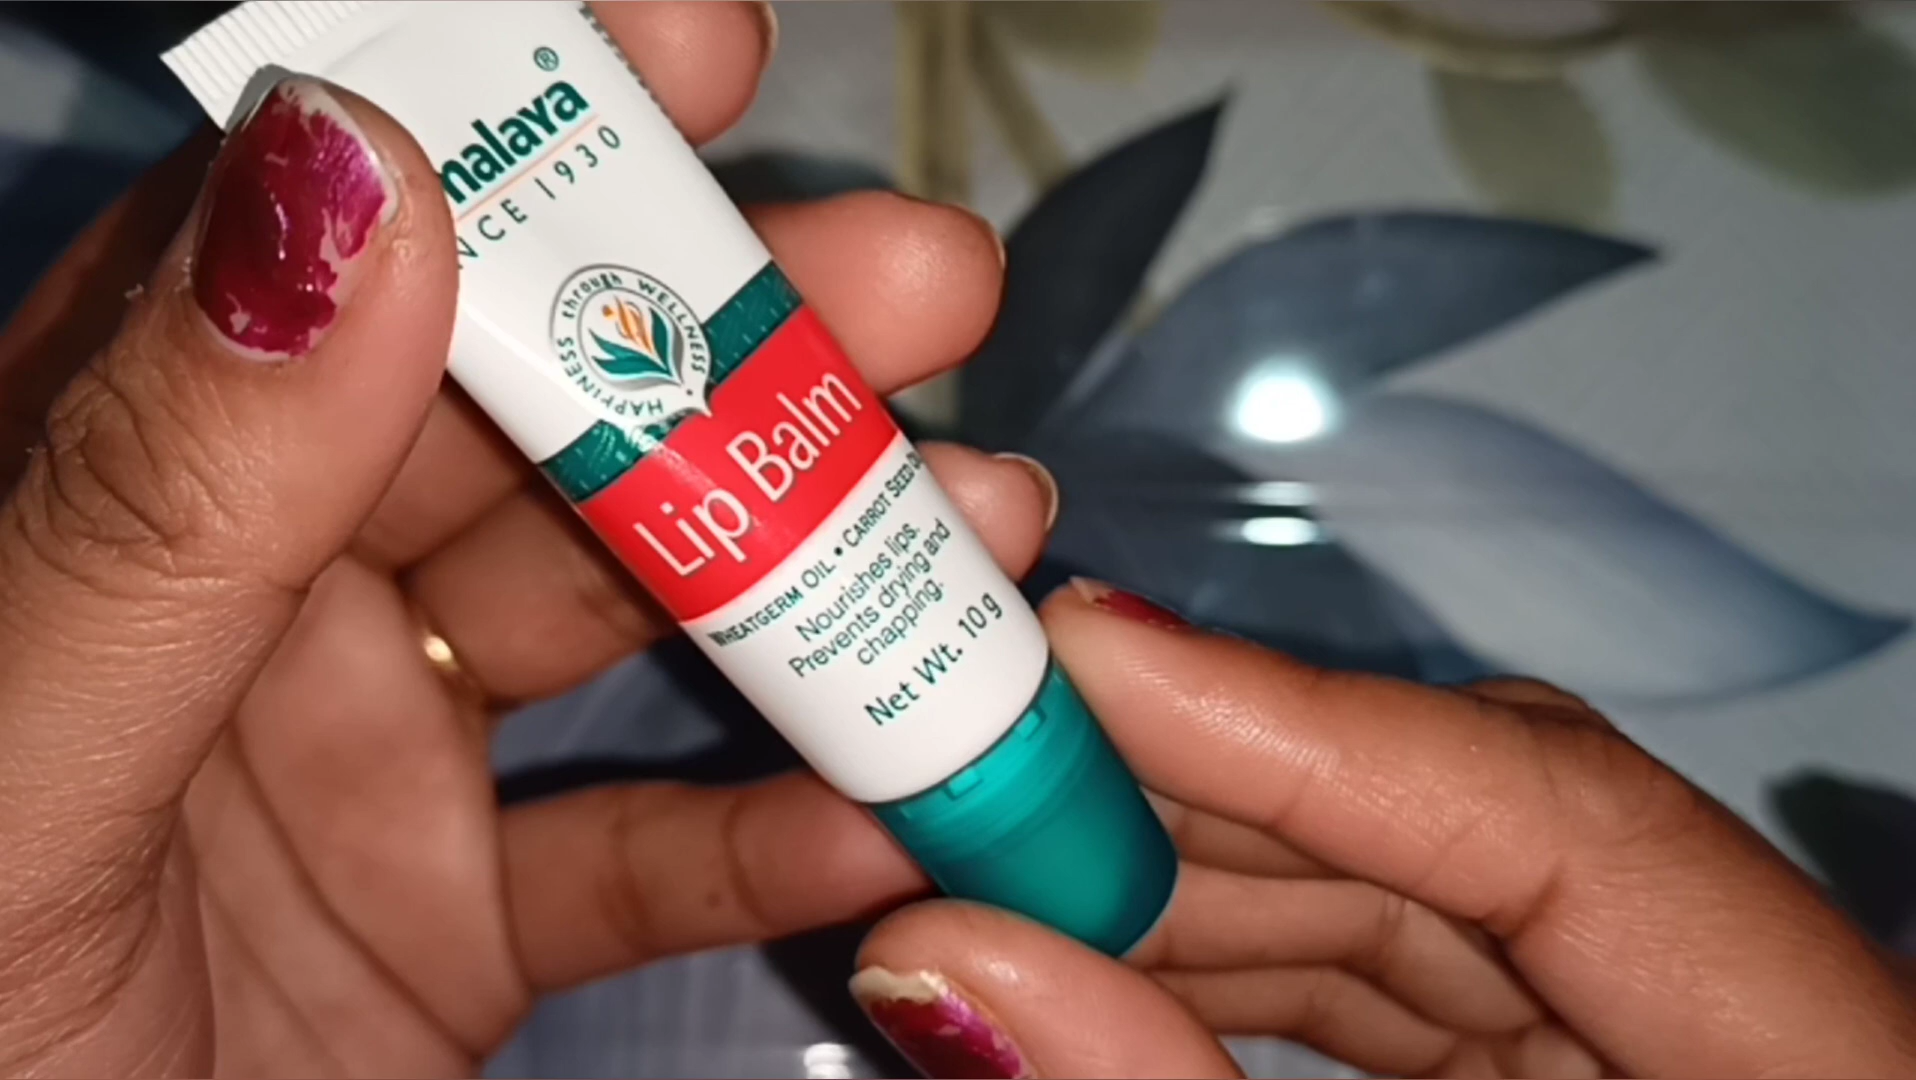 malaya®
NCE 1930
HAPPINESS through WELLNESS •
Lip Balm
WHEATGERM OIL • CARROT SEED O
Nourishes lips.
Prevents drying and
chapping.
Net Wt. 10 g